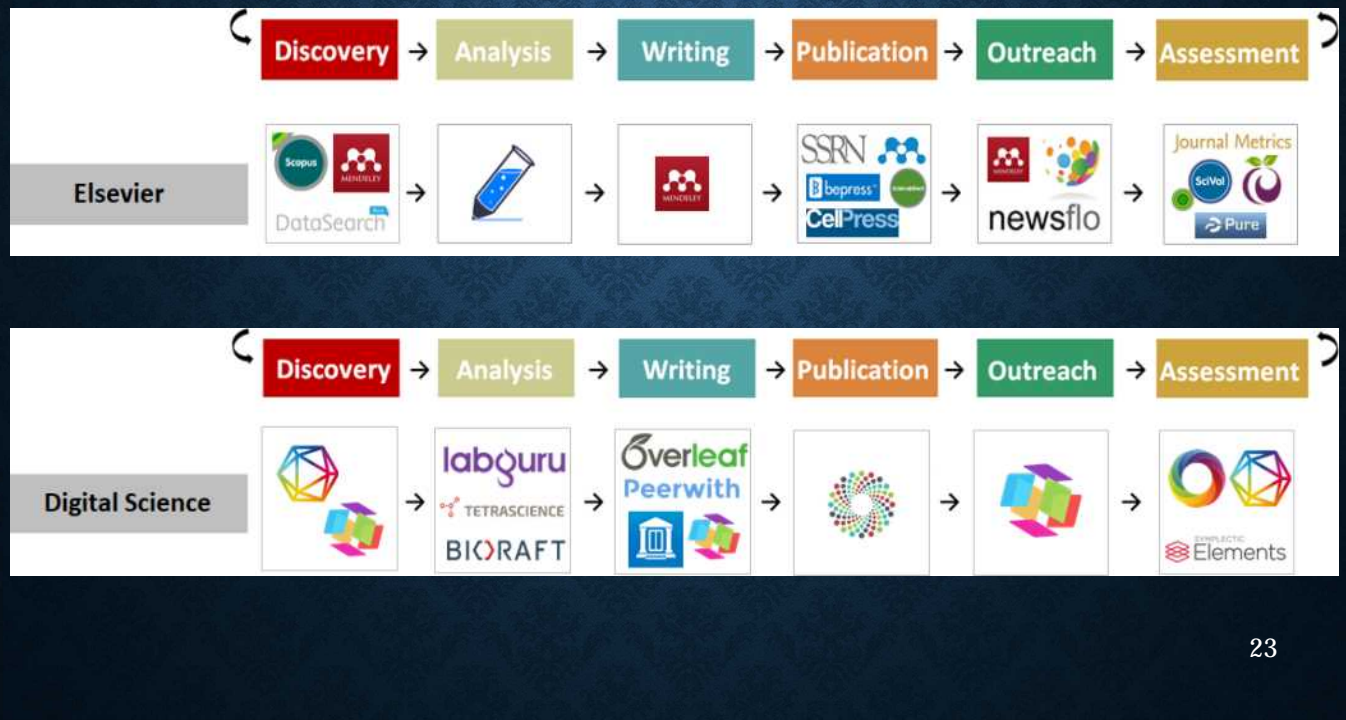 Discovery → Analysis → Writing → Publication → Outreach → Assessment
Elsevier
Scopus
MENDELEY
DataSearch
MENDELEY
SSRN
bepress
CellPress
MENDELEY
newsflo
Journal Metrics
SciVal
Pure
Discovery → Analysis → Writing → Publication → Outreach → Assessment
Digital Science
labguru
TETRASCIENCE
BIORAFT
Overleaf
Peerwith
SYMPLECTIC
Elements
23